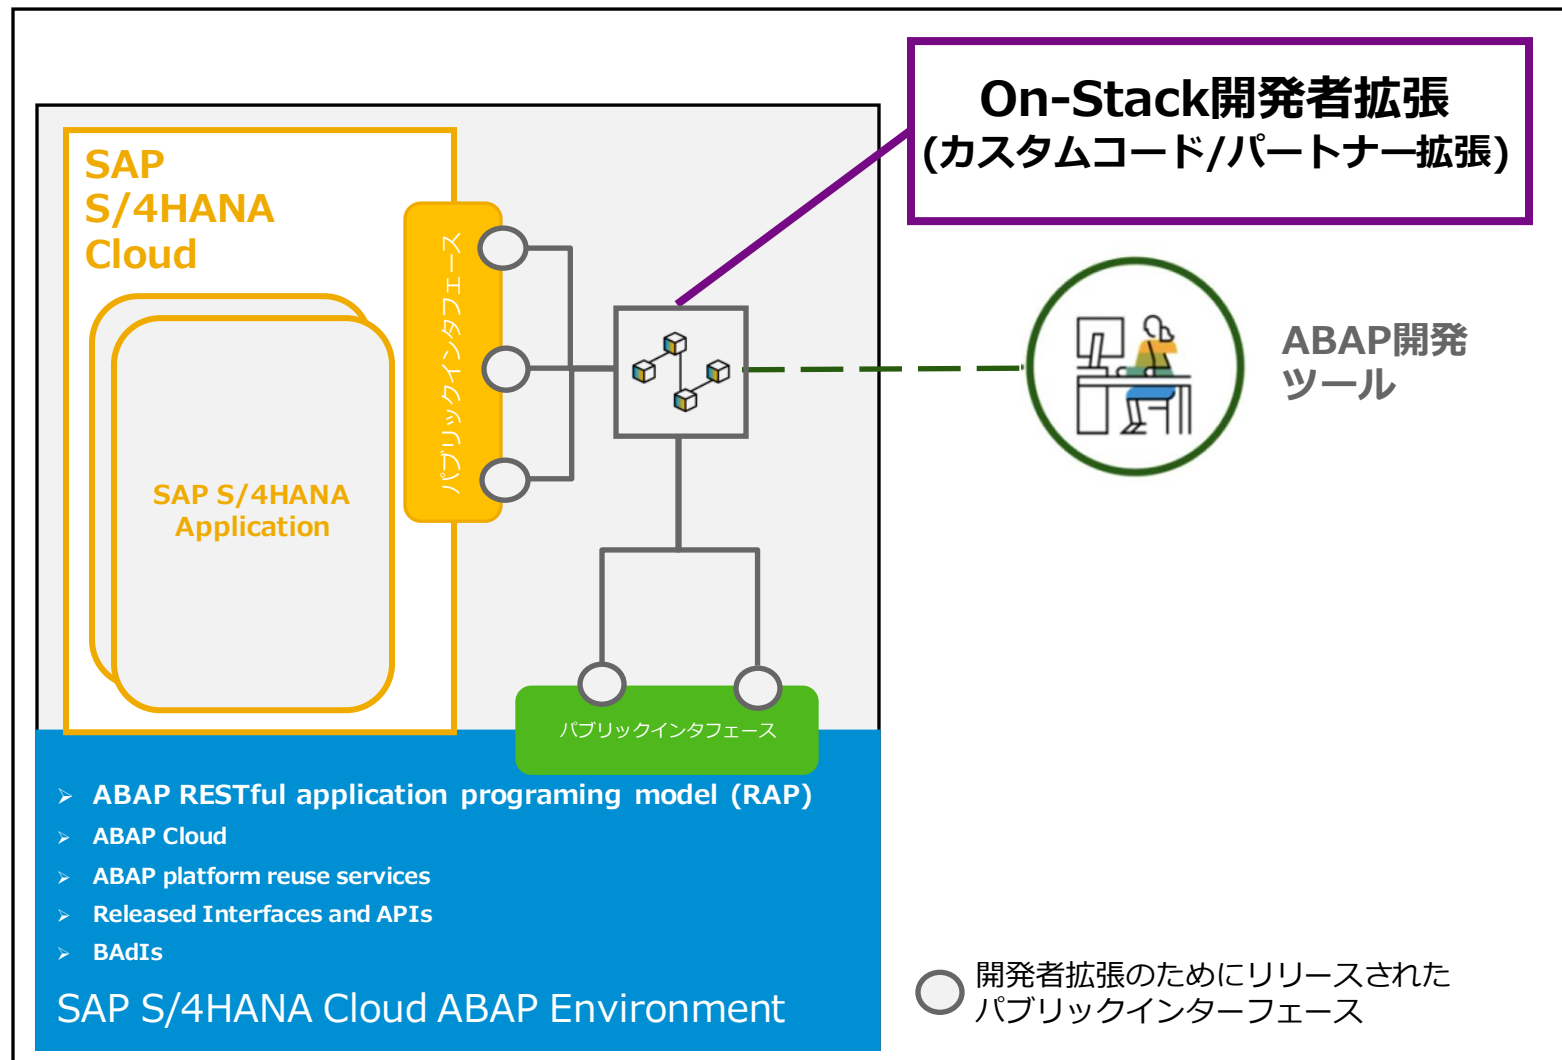 On-Stack開発者拡張
(カスタムコード/パートナー拡張)
SAP
S/4HANA
Cloud
パブリックインタフェース
SAP S/4HANA
Application
ABAP開発
ツール
パブリックインタフェース
➢ ABAP RESTful application programing model (RAP)
➢ ABAP Cloud
➢ ABAP platform reuse services
➢ Released Interfaces and APIs
➢ BAdIs
SAP S/4HANA Cloud ABAP Environment
開発者拡張のためにリリースされた
パブリックインターフェース